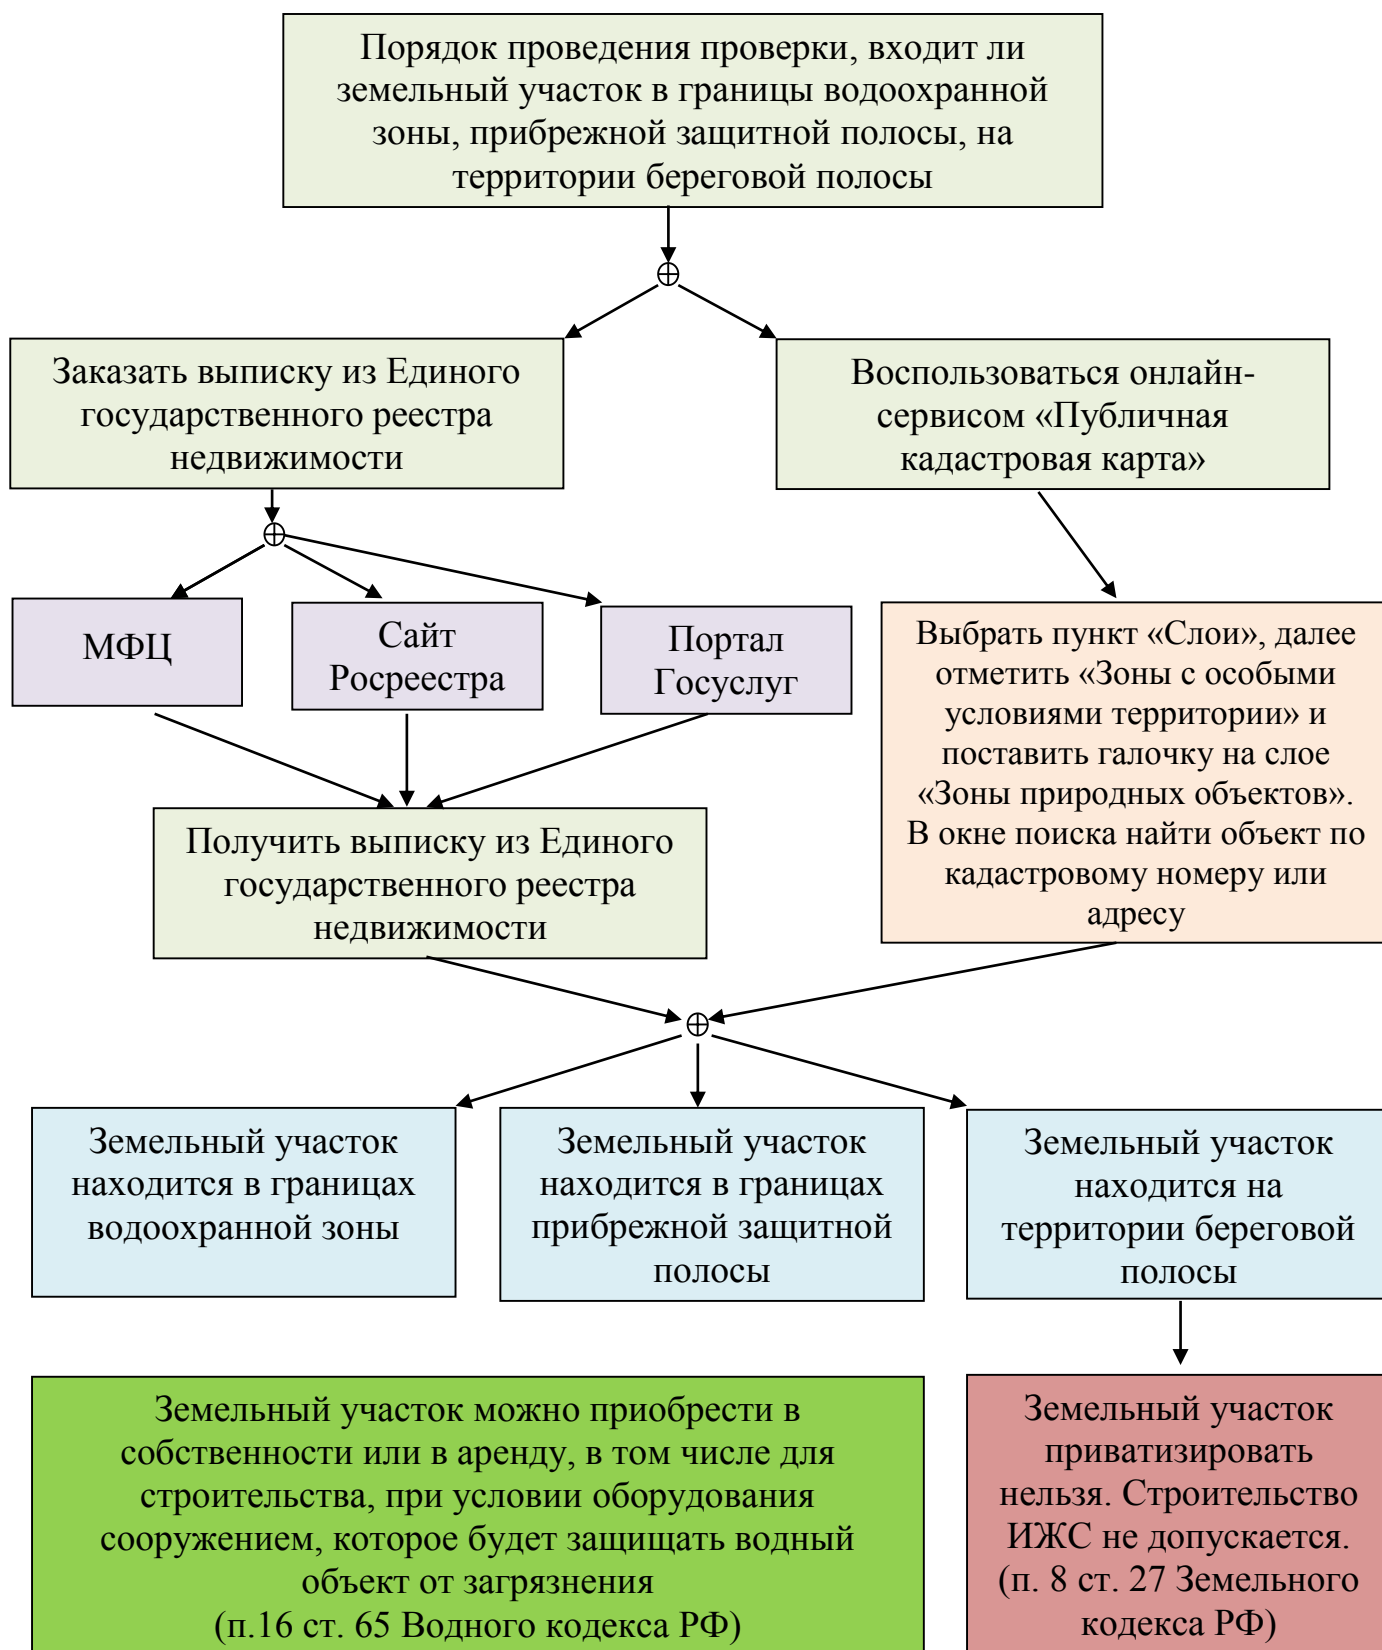 Порядок проведения проверки, входит ли
земельный участок в границы водоохранной
зоны, прибрежной защитной полосы, на
территории береговой полосы
Заказать выписку из Единого
государственного реестра
недвижимости
Воспользоваться онлайн-
сервисом «Публичная
кадастровая карта»
МФЦ
Сайт
Росреестра
Портал
Госуслуг
Выбрать пункт «Слои», далее
отметить «Зоны с особыми
условиями территории» и
поставить галочку на слое
«Зоны природных объектов».
В окне поиска найти объект по
кадастровому номеру или
адресу
Получить выписку из Единого
государственного реестра
недвижимости
Земельный участок
находится в границах
водоохранной зоны
Земельный участок
находится в границах
прибрежной защитной
полосы
Земельный участок
находится на
территории береговой
полосы
Земельный участок можно приобрести в
собственности или в аренду, в том числе для
строительства, при условии оборудования
сооружением, которое будет защищать водный
объект от загрязнения
(п.16 ст. 65 Водного кодекса РФ)
Земельный участок
приватизировать
нельзя. Строительство
ИЖС не допускается.
(п. 8 ст. 27 Земельного
кодекса РФ)